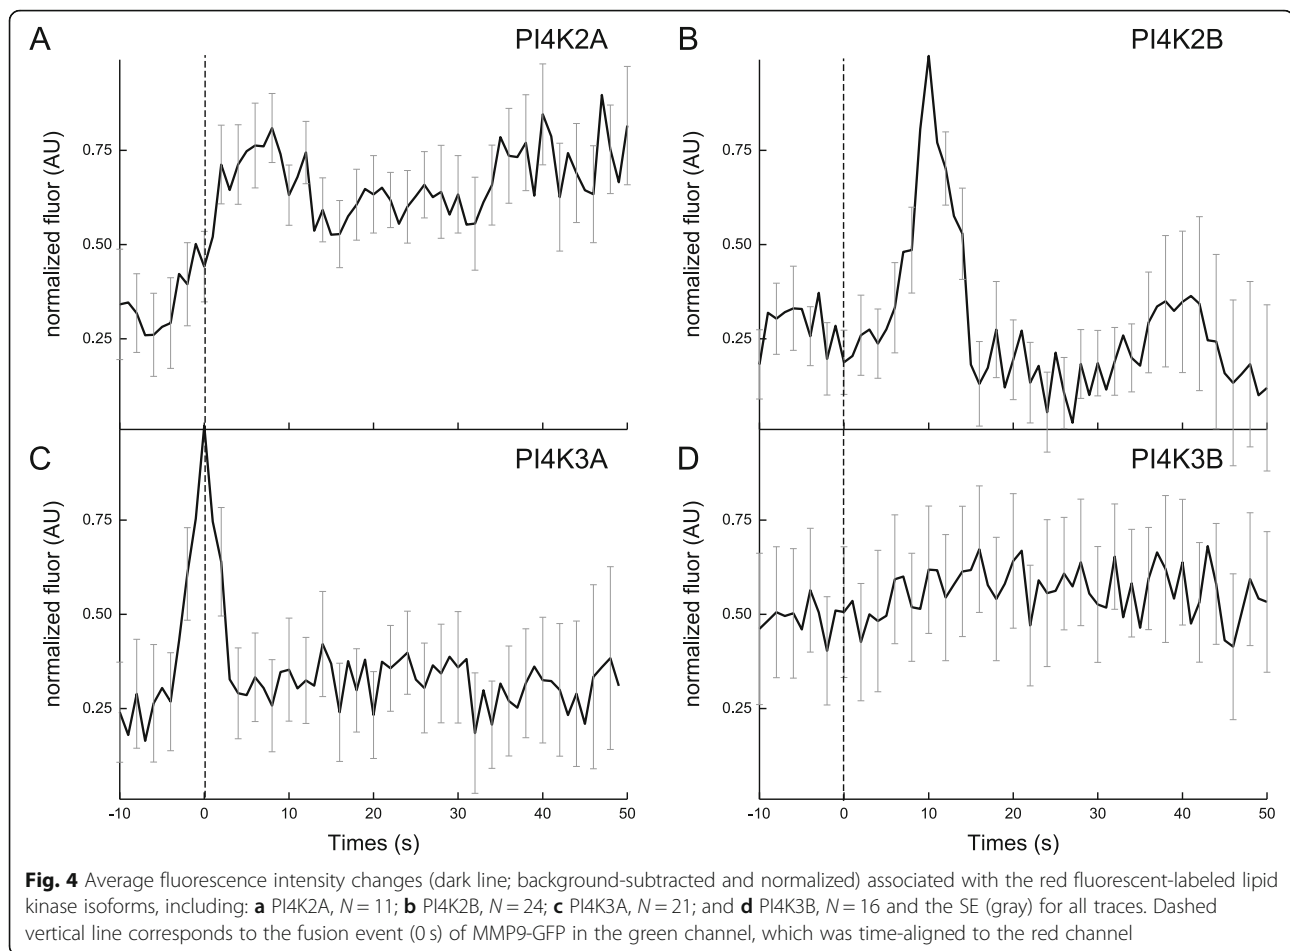 A
PI4K2A
normalized fluor (AU)
0.75
0.50
0.25
B
PI4K2B
normalized fluor (AU)
0.75
0.50
0.25
C
PI4K3A
normalized fluor (AU)
0.75
0.50
0.25
-10 0 10 20 30 40 50
Times (s)
D
PI4K3B
normalized fluor (AU)
0.75
0.50
0.25
-10 0 10 20 30 40 50
Times (s)
Fig. 4 Average fluorescence intensity changes (dark line; background-subtracted and normalized) associated with the red fluorescent-labeled lipid
kinase isoforms, including: a PI4K2A, N = 11; b PI4K2B, N = 24; c PI4K3A, N = 21; and d PI4K3B, N = 16 and the SE (gray) for all traces. Dashed
vertical line corresponds to the fusion event (0 s) of MMP9-GFP in the green channel, which was time-aligned to the red channel